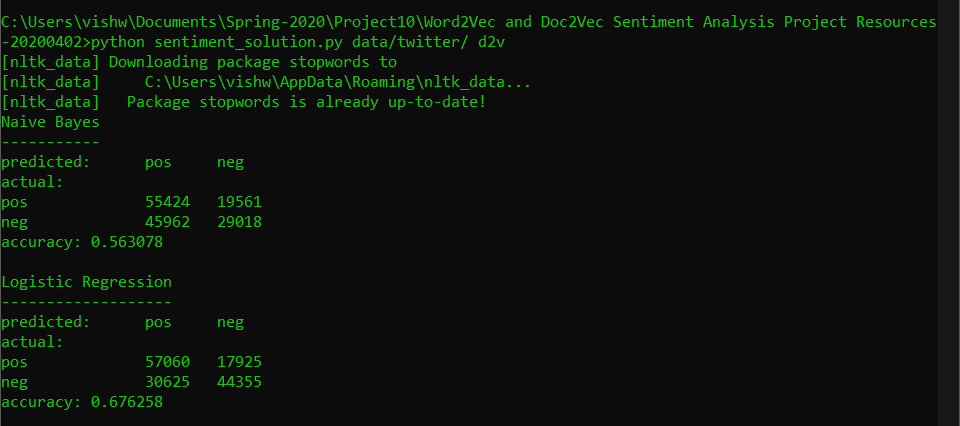 C:\Users\vishw\Documents\Spring-2020\Project10\Word2Vec and Doc2Vec Sentiment Analysis Project Resources
-20200402>python sentiment_solution.py data/twitter/ d2v
[nltk_data] Downloading package stopwords to
[nltk_data]     C:\Users\vishw\AppData\Roaming\nltk_data...
[nltk_data]   Package stopwords is already up-to-date!
Naive Bayes
-----------
predicted:      pos     neg
actual:
pos             55424   19561
neg             45962   29018
accuracy: 0.563078

Logistic Regression
-------------------
predicted:      pos     neg
actual:
pos             57060   17925
neg             30625   44355
accuracy: 0.676258